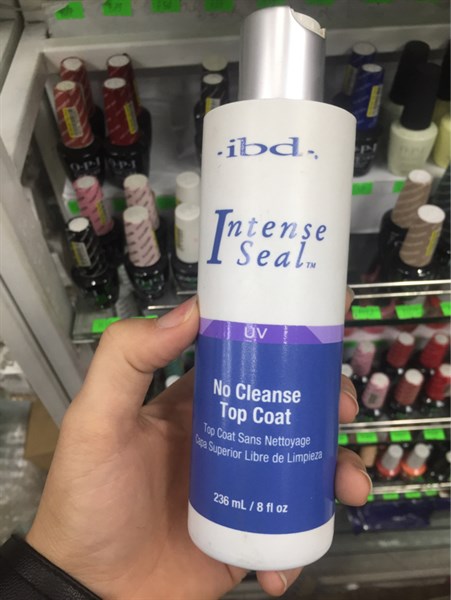 ·ibd·
Intense
Seal™
UV
No Cleanse
Top Coat
Top Coat Sans Nettoyage
Capa Superior Libre de Limpieza
236 mL / 8 fl oz
O·P·I
O·P·I